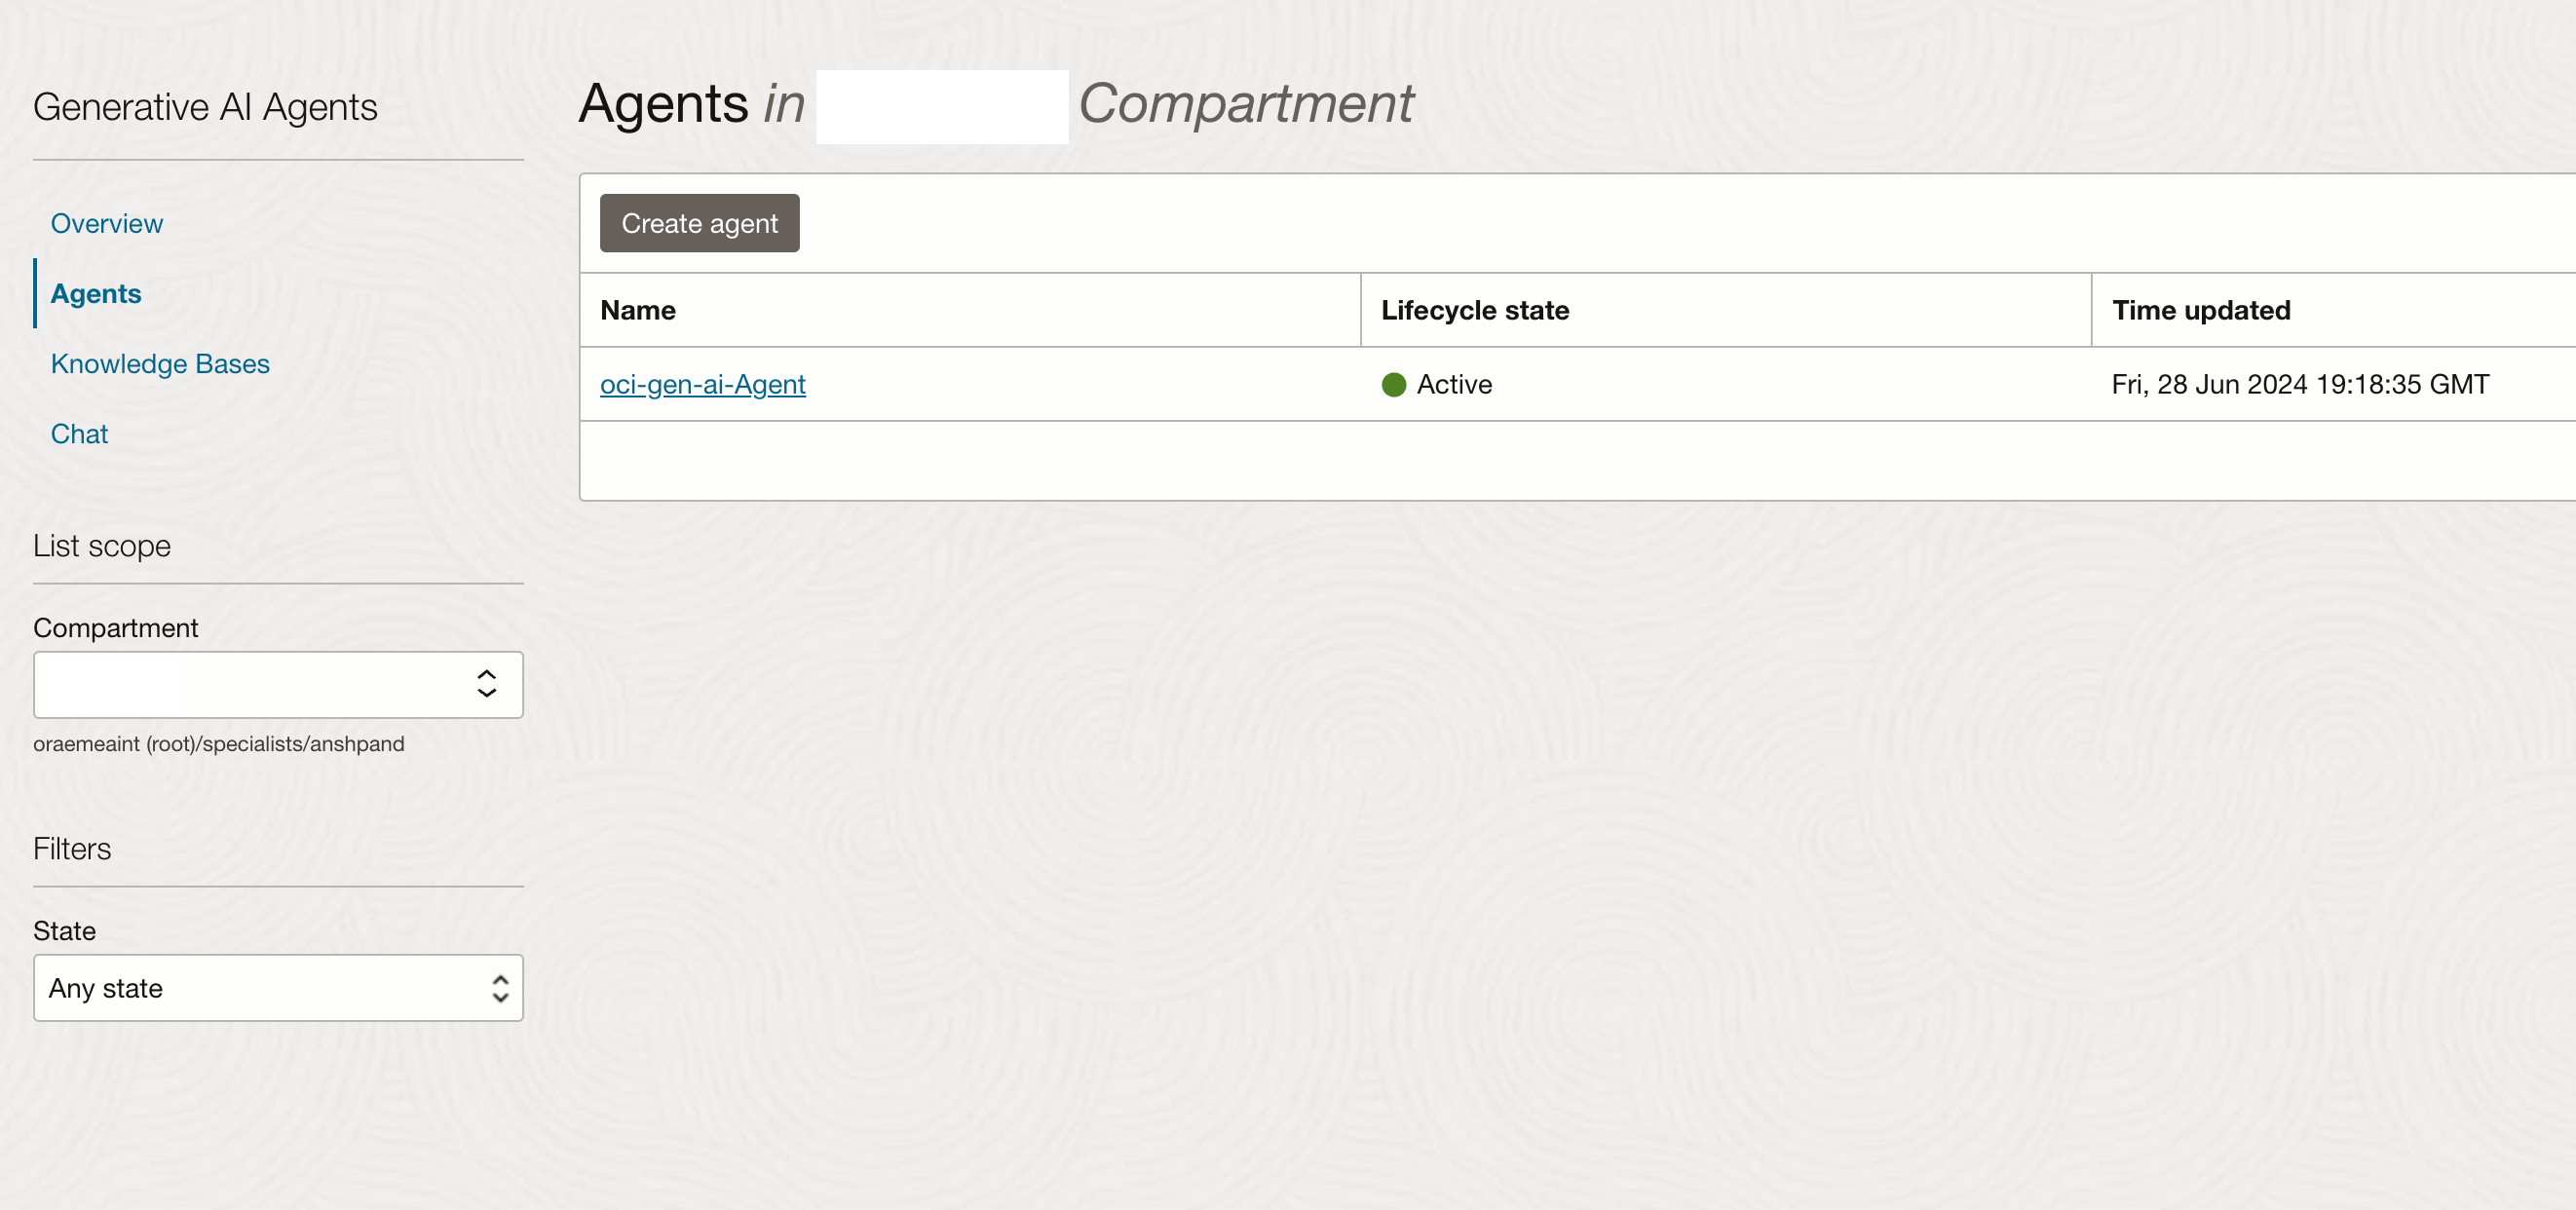 Generative AI Agents
Overview
Agents
Knowledge Bases
Chat
List scope
Compartment
oraemeaint (root)/specialists/anshpand
Filters
State
Any state
Agents in Compartment
Create agent
Name Lifecycle state Time updated
oci-gen-ai-Agent Active Fri, 28 Jun 2024 19:18:35 GMT